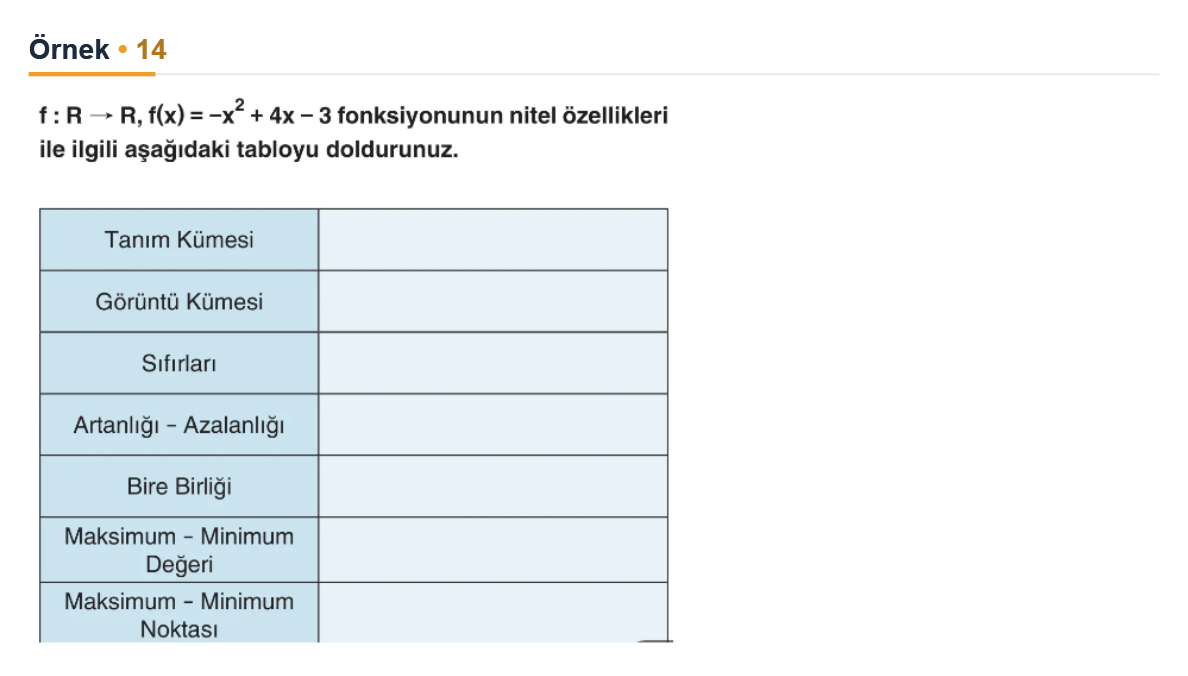 Örnek • 14
f : R → R, f(x) = –x² + 4x – 3 fonksiyonunun nitel özellikleri
ile ilgili aşağıdaki tabloyu doldurunuz.
Tanım Kümesi
Görüntü Kümesi
Sıfırları
Artanlığı – Azalanlığı
Bire Birliği
Maksimum – Minimum
Değeri
Maksimum – Minimum
Noktası